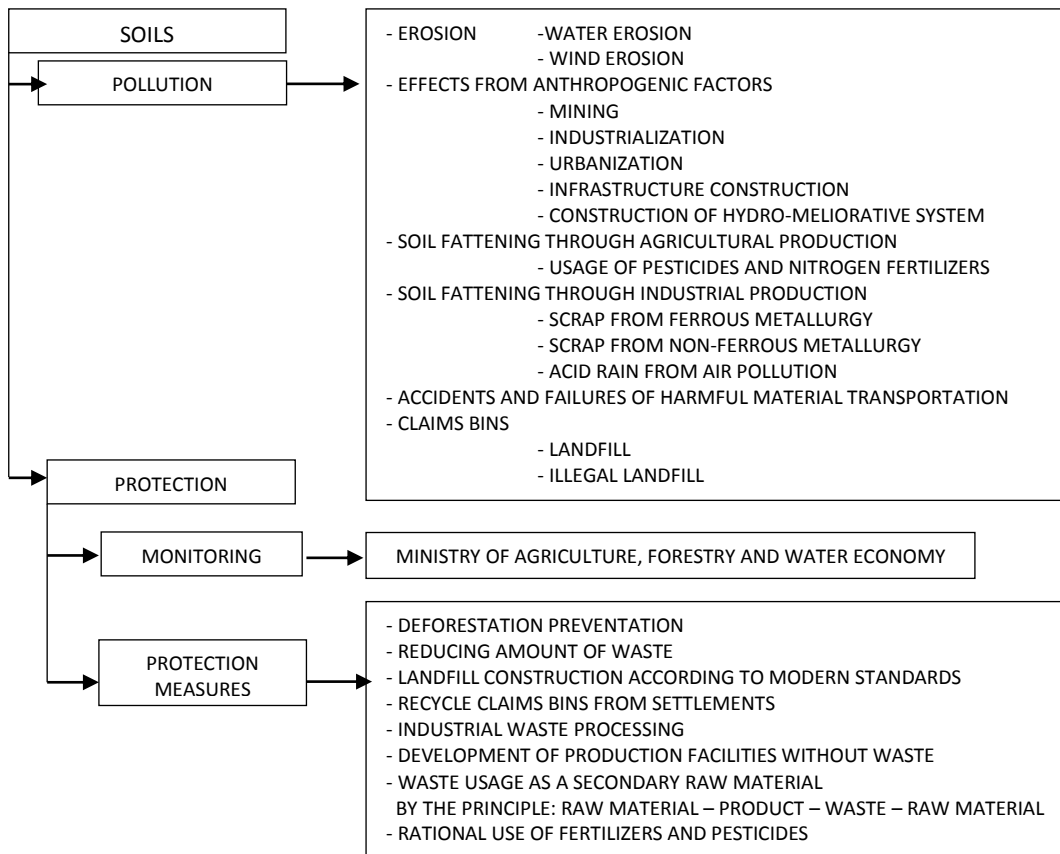 SOILS
POLLUTION
- EROSION -WATER EROSION
- WIND EROSION
- EFFECTS FROM ANTHROPOGENIC FACTORS
- MINING
- INDUSTRIALIZATION
- URBANIZATION
- INFRASTRUCTURE CONSTRUCTION
- CONSTRUCTION OF HYDRO-MELIORATIVE SYSTEM
- SOIL FATTENING THROUGH AGRICULTURAL PRODUCTION
- USAGE OF PESTICIDES AND NITROGEN FERTILIZERS
- SOIL FATTENING THROUGH INDUSTRIAL PRODUCTION
- SCRAP FROM FERROUS METALLURGY
- SCRAP FROM NON-FERROUS METALLURGY
- ACID RAIN FROM AIR POLLUTION
- ACCIDENTS AND FAILURES OF HARMFUL MATERIAL TRANSPORTATION
- CLAIMS BINS
- LANDFILL
- ILLEGAL LANDFILL
PROTECTION
MONITORING
MINISTRY OF AGRICULTURE, FORESTRY AND WATER ECONOMY
PROTECTION
MEASURES
- DEFORESTATION PREVENTATION
- REDUCING AMOUNT OF WASTE
- LANDFILL CONSTRUCTION ACCORDING TO MODERN STANDARDS
- RECYCLE CLAIMS BINS FROM SETTLEMENTS
- INDUSTRIAL WASTE PROCESSING
- DEVELOPMENT OF PRODUCTION FACILITIES WITHOUT WASTE
- WASTE USAGE AS A SECONDARY RAW MATERIAL
BY THE PRINCIPLE: RAW MATERIAL – PRODUCT – WASTE – RAW MATERIAL
- RATIONAL USE OF FERTILIZERS AND PESTICIDES